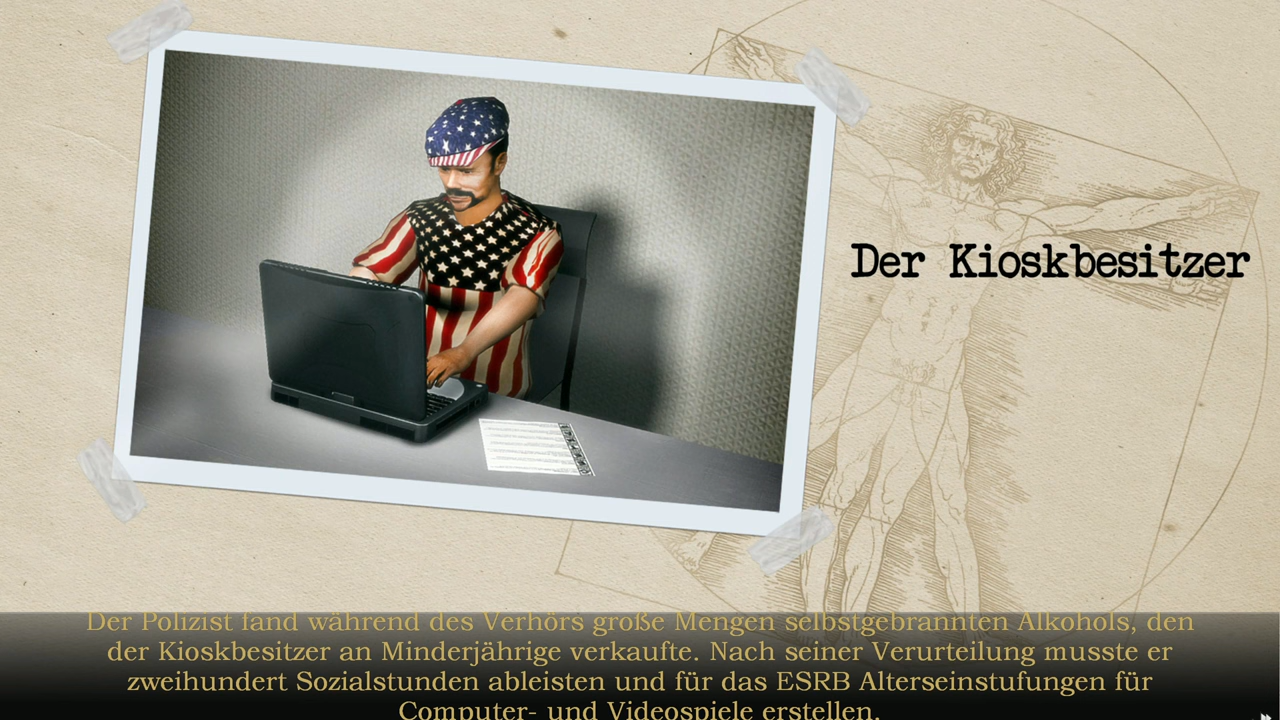 Der Kioskbesitzer
Der Polizist fand während des Verhörs große Mengen selbstgebrannten Alkohols, den
der Kioskbesitzer an Minderjährige verkaufte. Nach seiner Verurteilung musste er
zweihundert Sozialstunden ableisten und für das ESRB Alterseinstufungen für
Computer- und Videospiele erstellen.